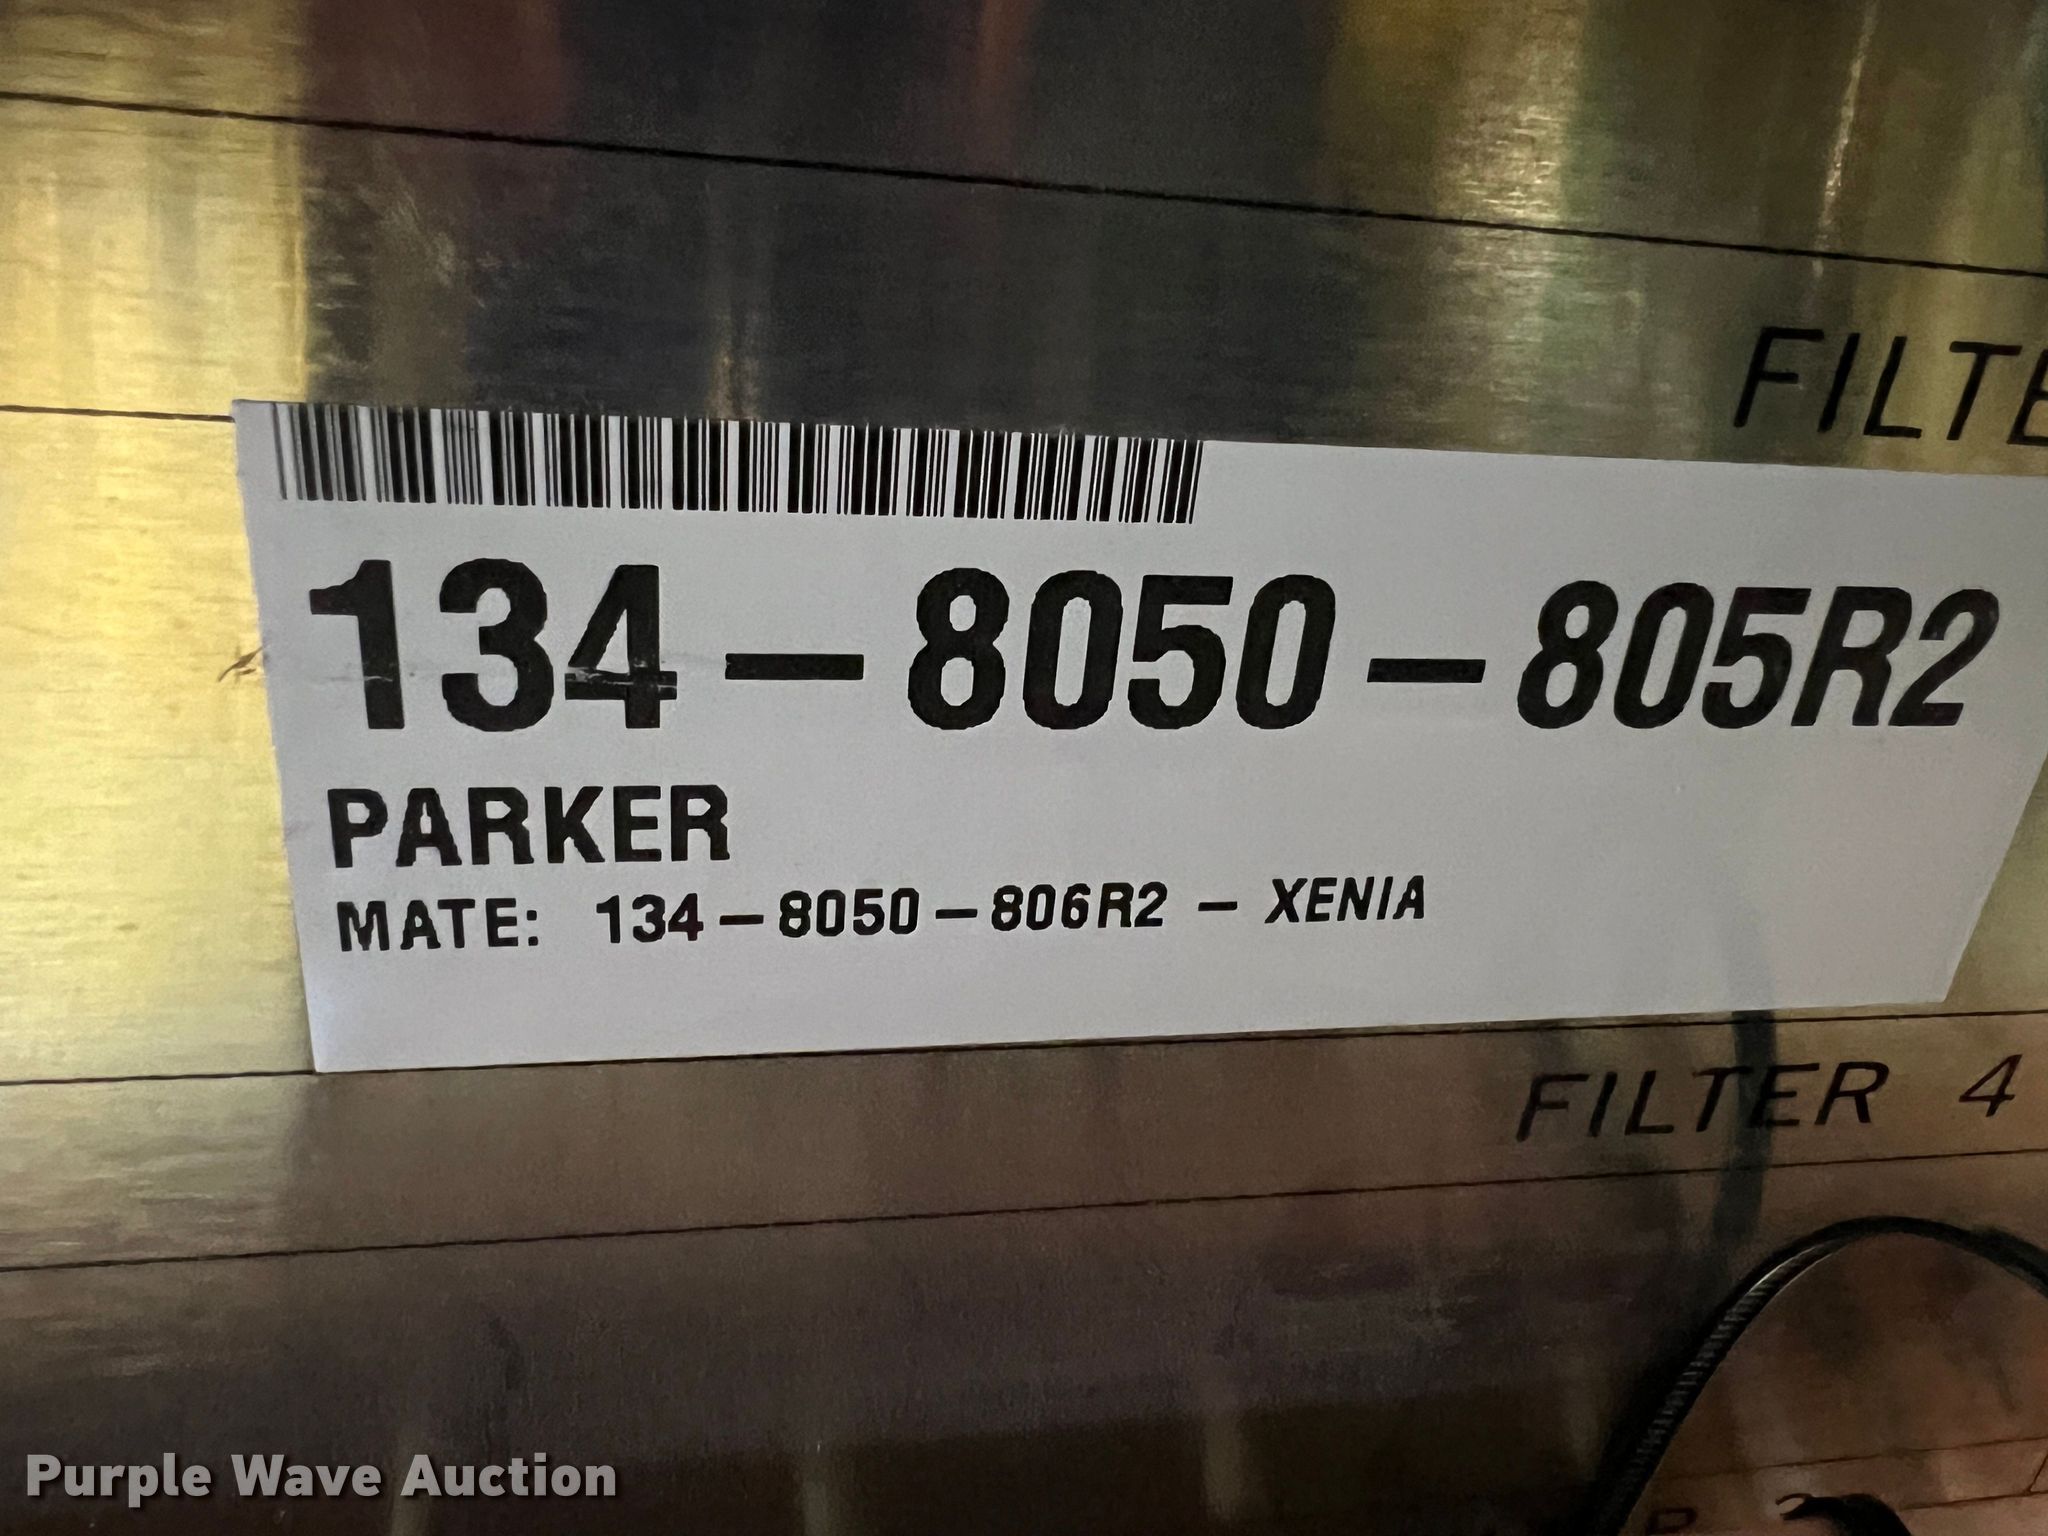 FILTE
134-8050-805R2
PARKER
MATE: 134-8050-806R2 - XENIA
FILTER 4
Purple Wave Auction